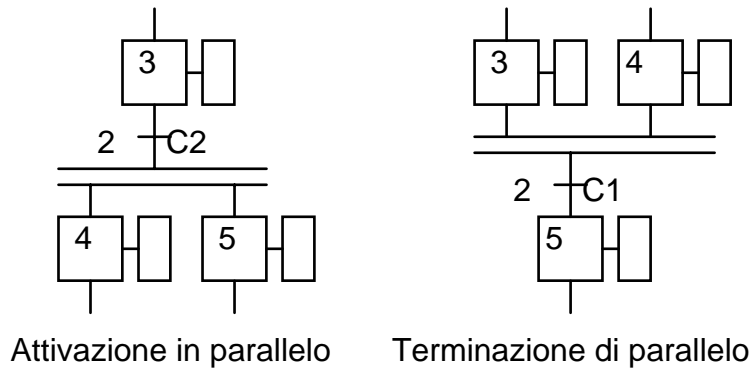 3
2 C2
4 5
Attivazione in parallelo
3 4
2 C1
5
Terminazione di parallelo